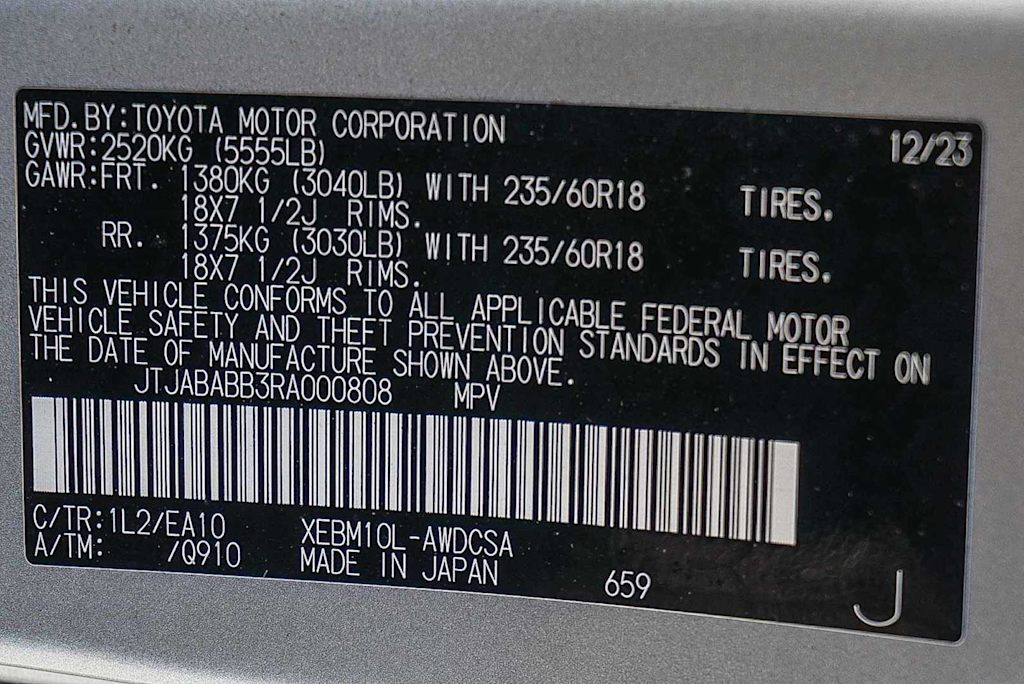 MFD.BY:TOYOTA MOTOR CORPORATION 12/23
GVWR:2520KG (5555LB)
GAWR:FRT. 1380KG (3040LB) WITH 235/60R18 TIRES.
18X7 1/2J RIMS.
RR. 1375KG (3030LB) WITH 235/60R18 TIRES.
18X7 1/2J RIMS.
THIS VEHICLE CONFORMS TO ALL APPLICABLE FEDERAL MOTOR
VEHICLE SAFETY AND THEFT PREVENTION STANDARDS IN EFFECT ON
THE DATE OF MANUFACTURE SHOWN ABOVE.
JTJABABB3RA000808 MPV
C/TR:1L2/EA10 XEBM10L-AWDCSA
A/TM: /Q910 MADE IN JAPAN 659 J